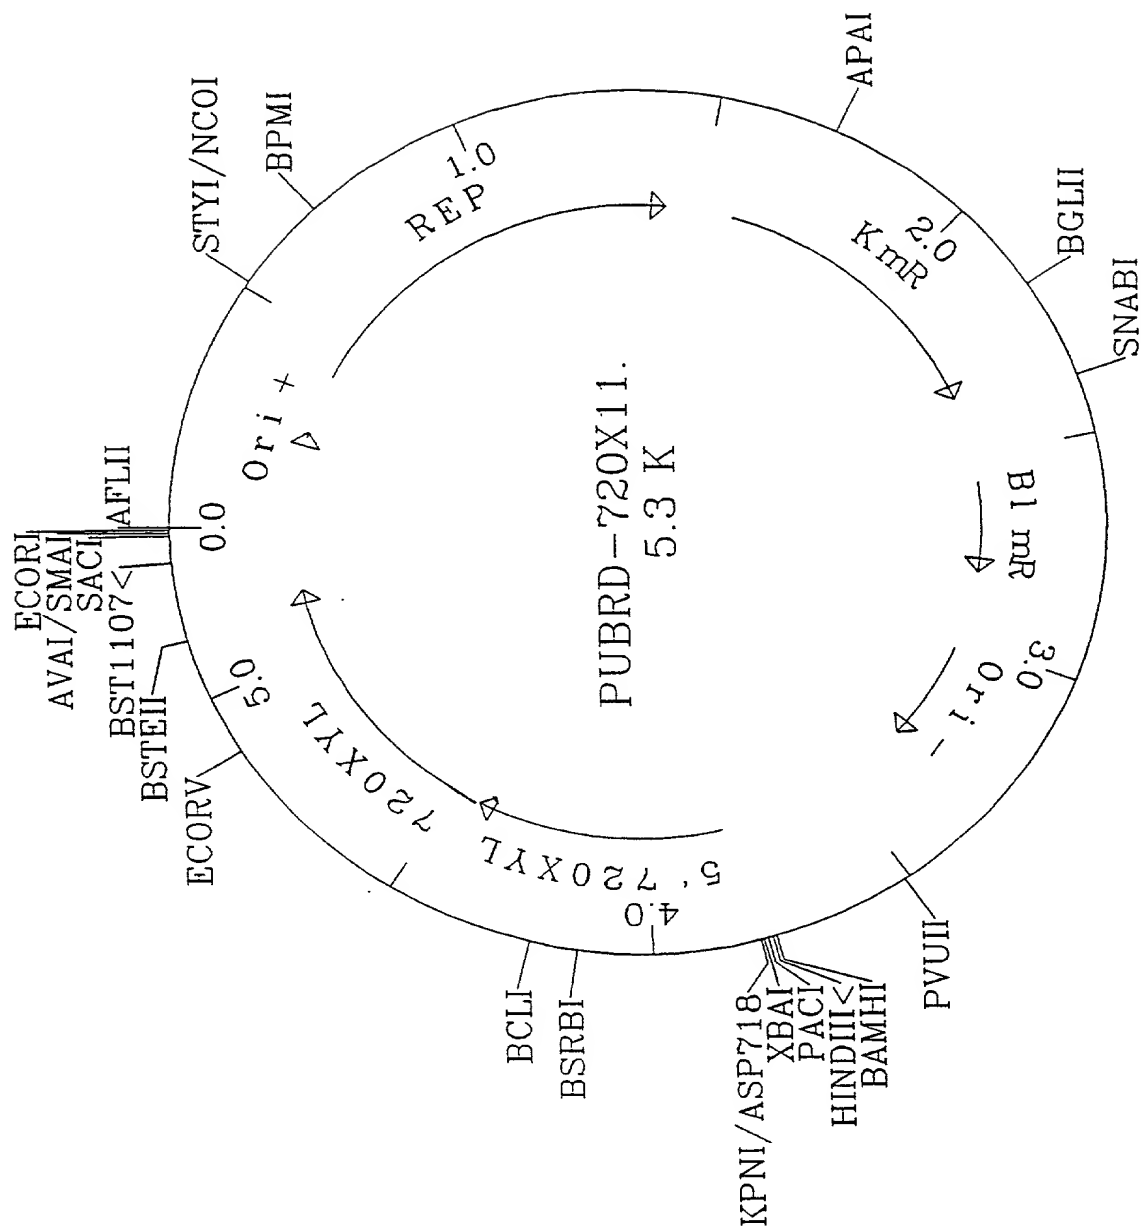 PUBRD-720X11.
5.3 K
0.0
Ori +
STYI/NCOI
BPMI
1.0
REP
APAI
KmR
2.0
BGLII
SNABI
BlmR
3.0
Ori -
PVUII
BAMHI
HINDIII<
PACI
XBAI
KPNI/ASP718
4.0
5'720XYL
BSRBI
BCLI
720XYL
ECORV
5.0
BSTEII
BST1107<
SACI
AVAI/SMAI
ECORI
AFLII